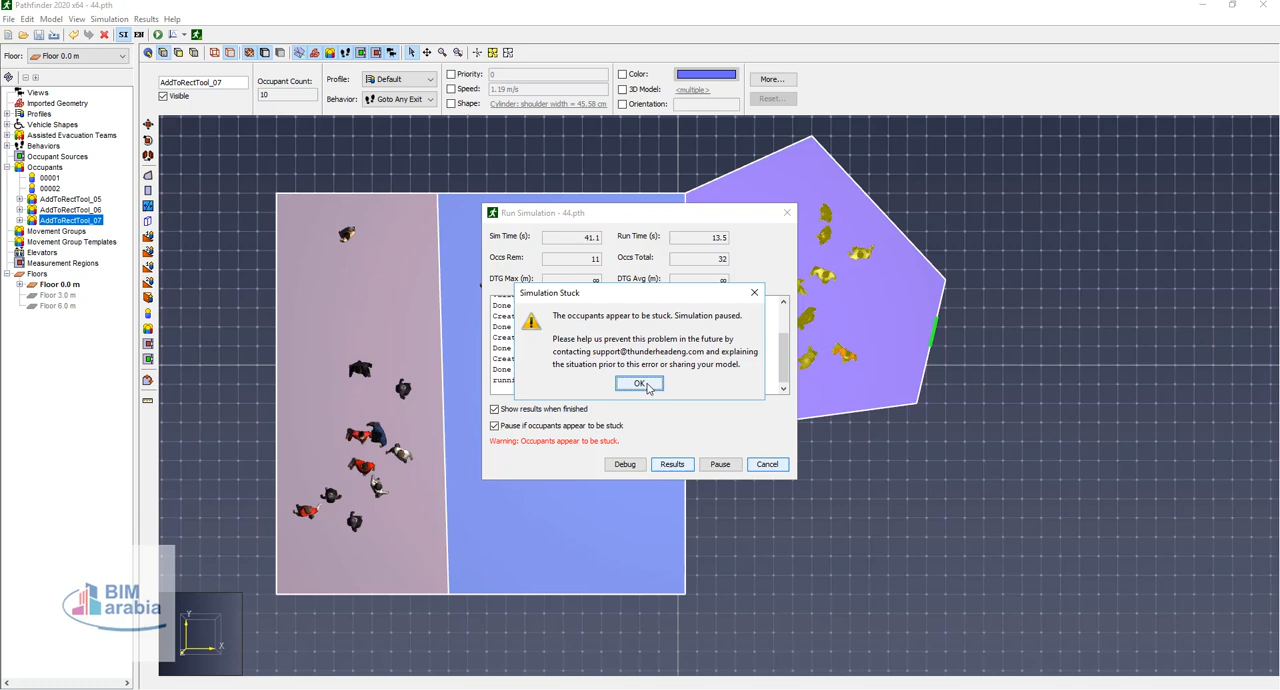 Pathfinder 2020 x64 - 44.pth
File Edit Model View Simulation Results Help
SI EN
Floor: Floor 0.0 m
AddToRectTool_07
Visible
Occupant Count:
10
Profile: Default
Behavior: Goto Any Exit
Priority: 0
Speed: 1.19 m/s
Shape: Cylinder; shoulder width = 45.58 cm
Color:
3D Model: <multiple>
Orientation:
More...
Reset...
Views
Imported Geometry
Profiles
Vehicle Shapes
Assisted Evacuation Teams
Behaviors
Occupant Sources
Occupants
00001
00002
AddToRectTool_05
AddToRectTool_06
AddToRectTool_07
Movement Groups
Movement Group Templates
Elevators
Measurement Regions
Floors
Floor 0.0 m
Floor 3.0 m
Floor 6.0 m
Run Simulation - 44.pth
Sim Time (s): 41.1 Run Time (s): 13.5
Occs Rem: 11 Occs Total: 32
DTG Max (m): ∞ DTG Avg (m): ∞
Done
Creat
Done
Creat
Done
Creat
Done
runni
Simulation Stuck
The occupants appear to be stuck. Simulation paused.
Please help us prevent this problem in the future by
contacting support@thunderheadeng.com and explaining
the situation prior to this error or sharing your model.
OK
Show results when finished
Pause if occupants appear to be stuck
Warning: Occupants appear to be stuck.
Debug Results Pause Cancel
BIM
arabia
Y
X
Z